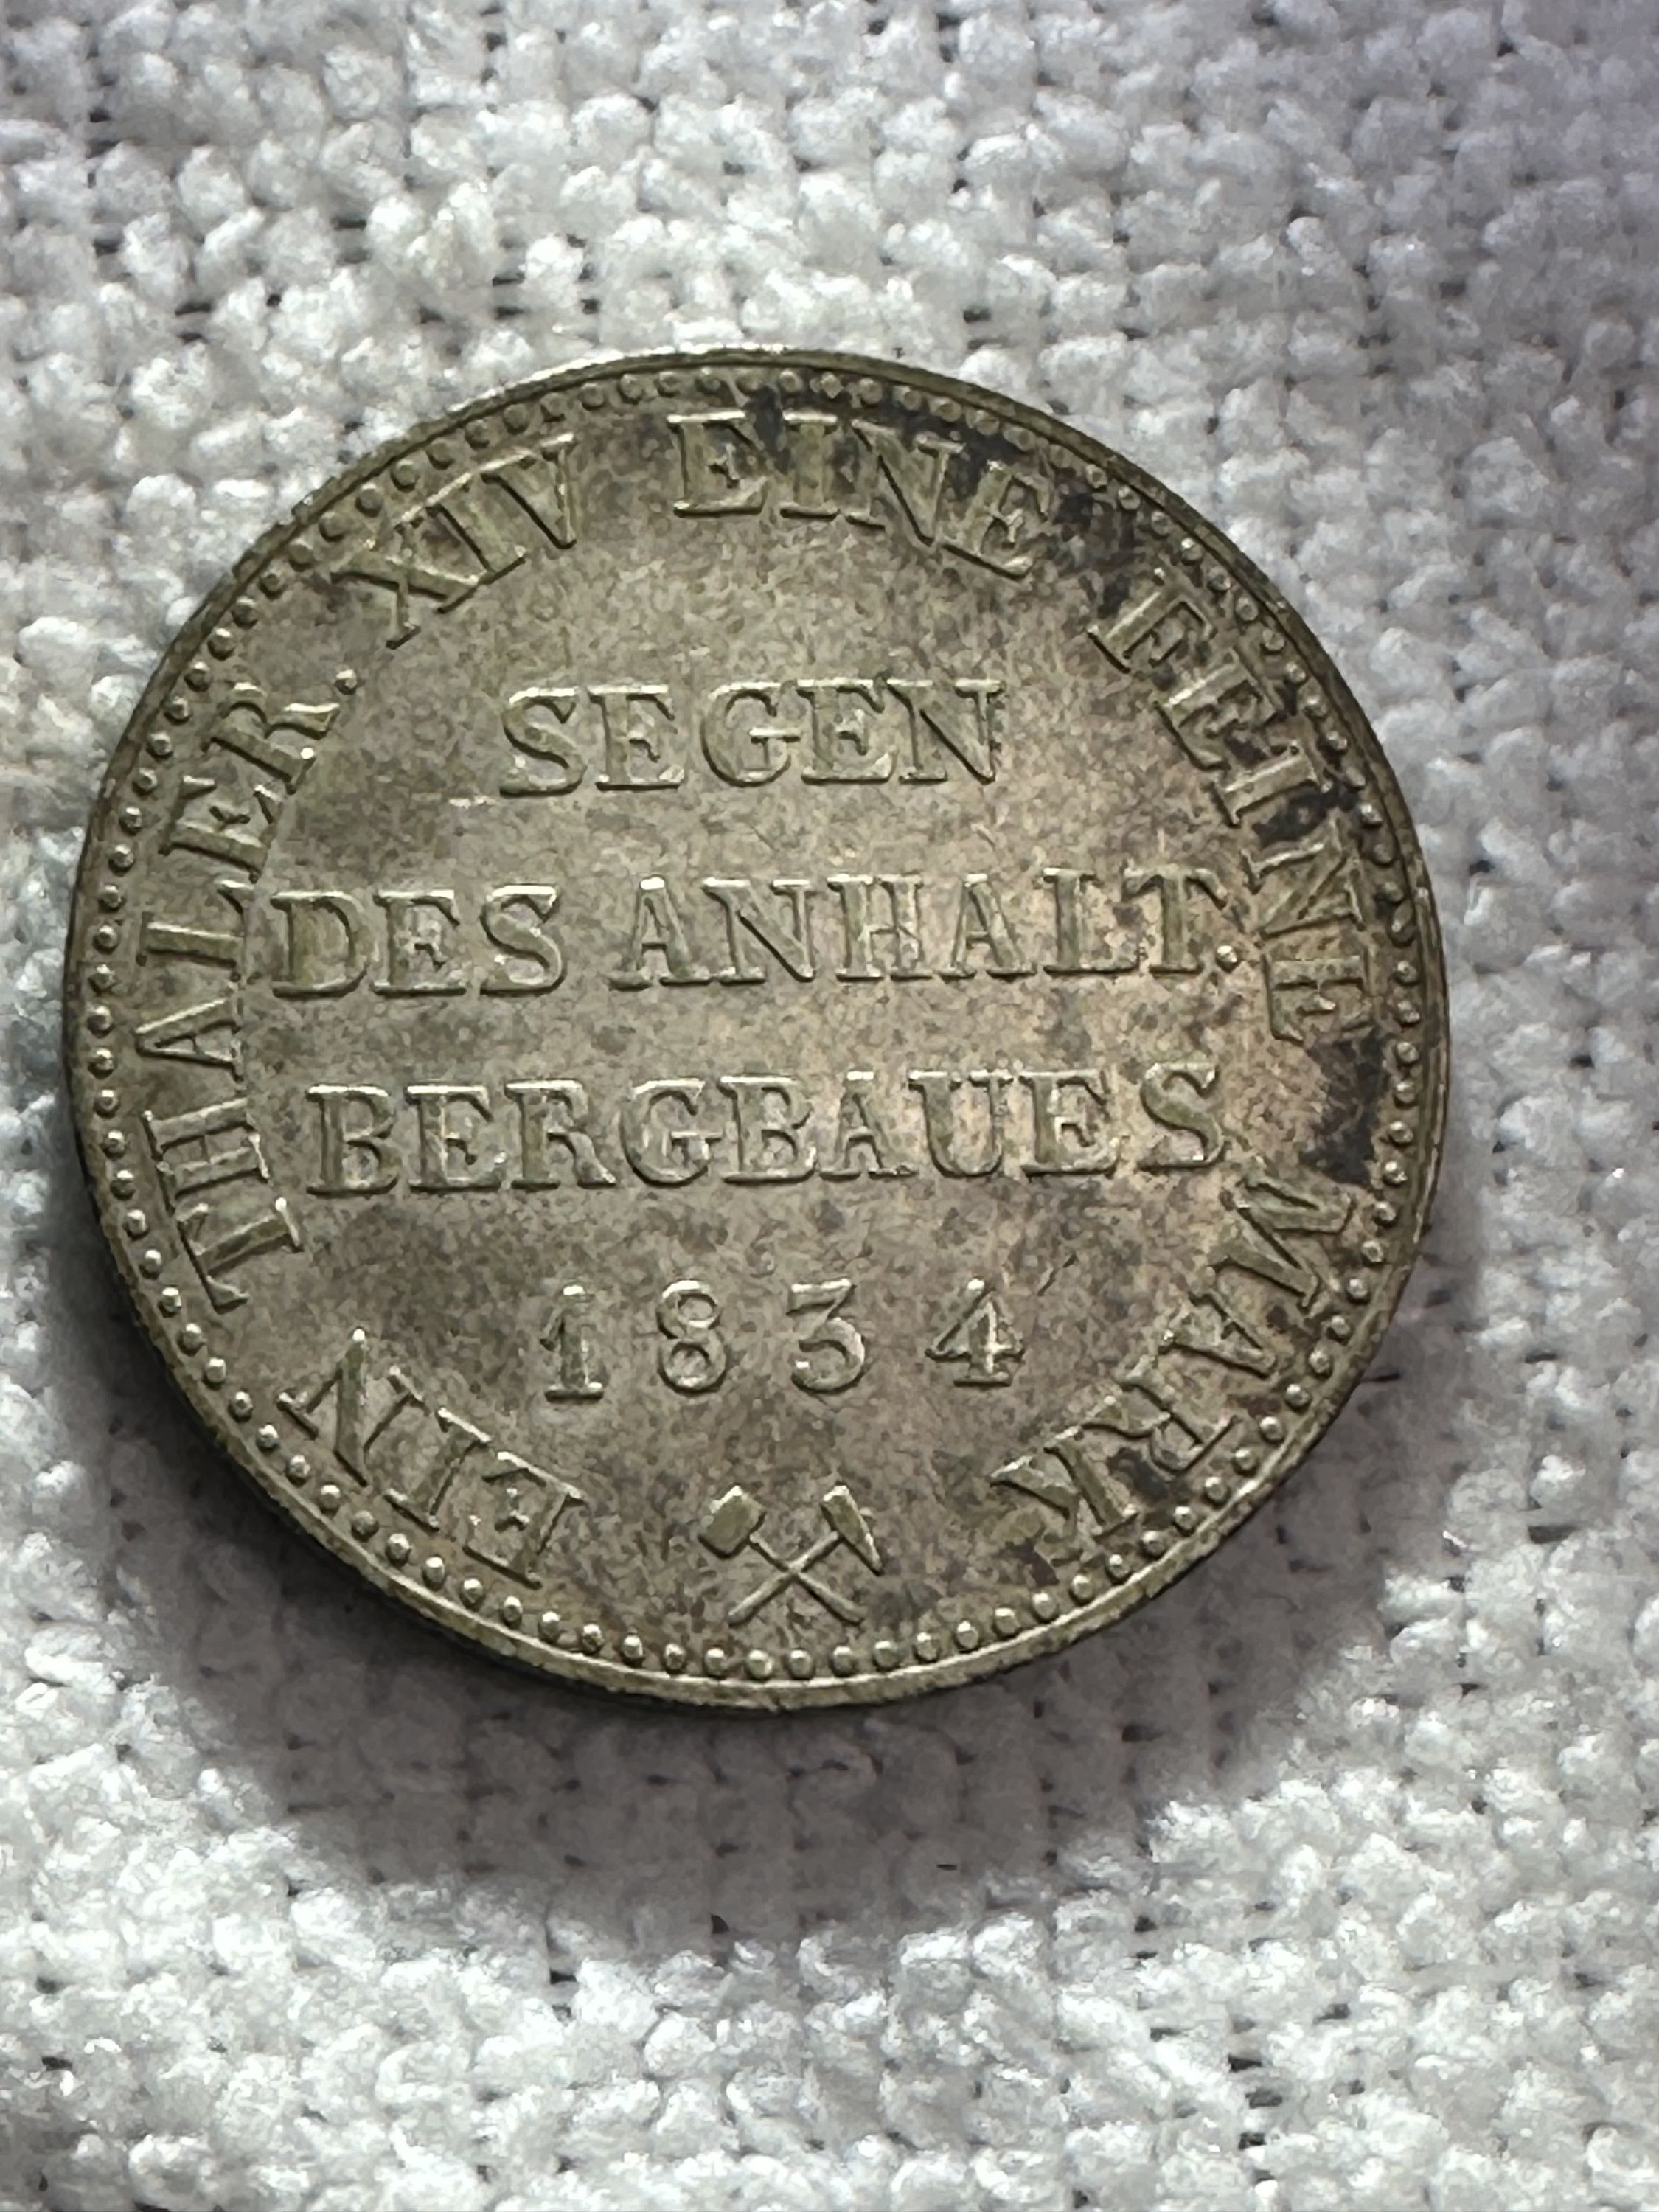 EIN THALER. XIV EINE FEINE MARK
SEGEN
DES ANHALT.
BERGBAUES
1834